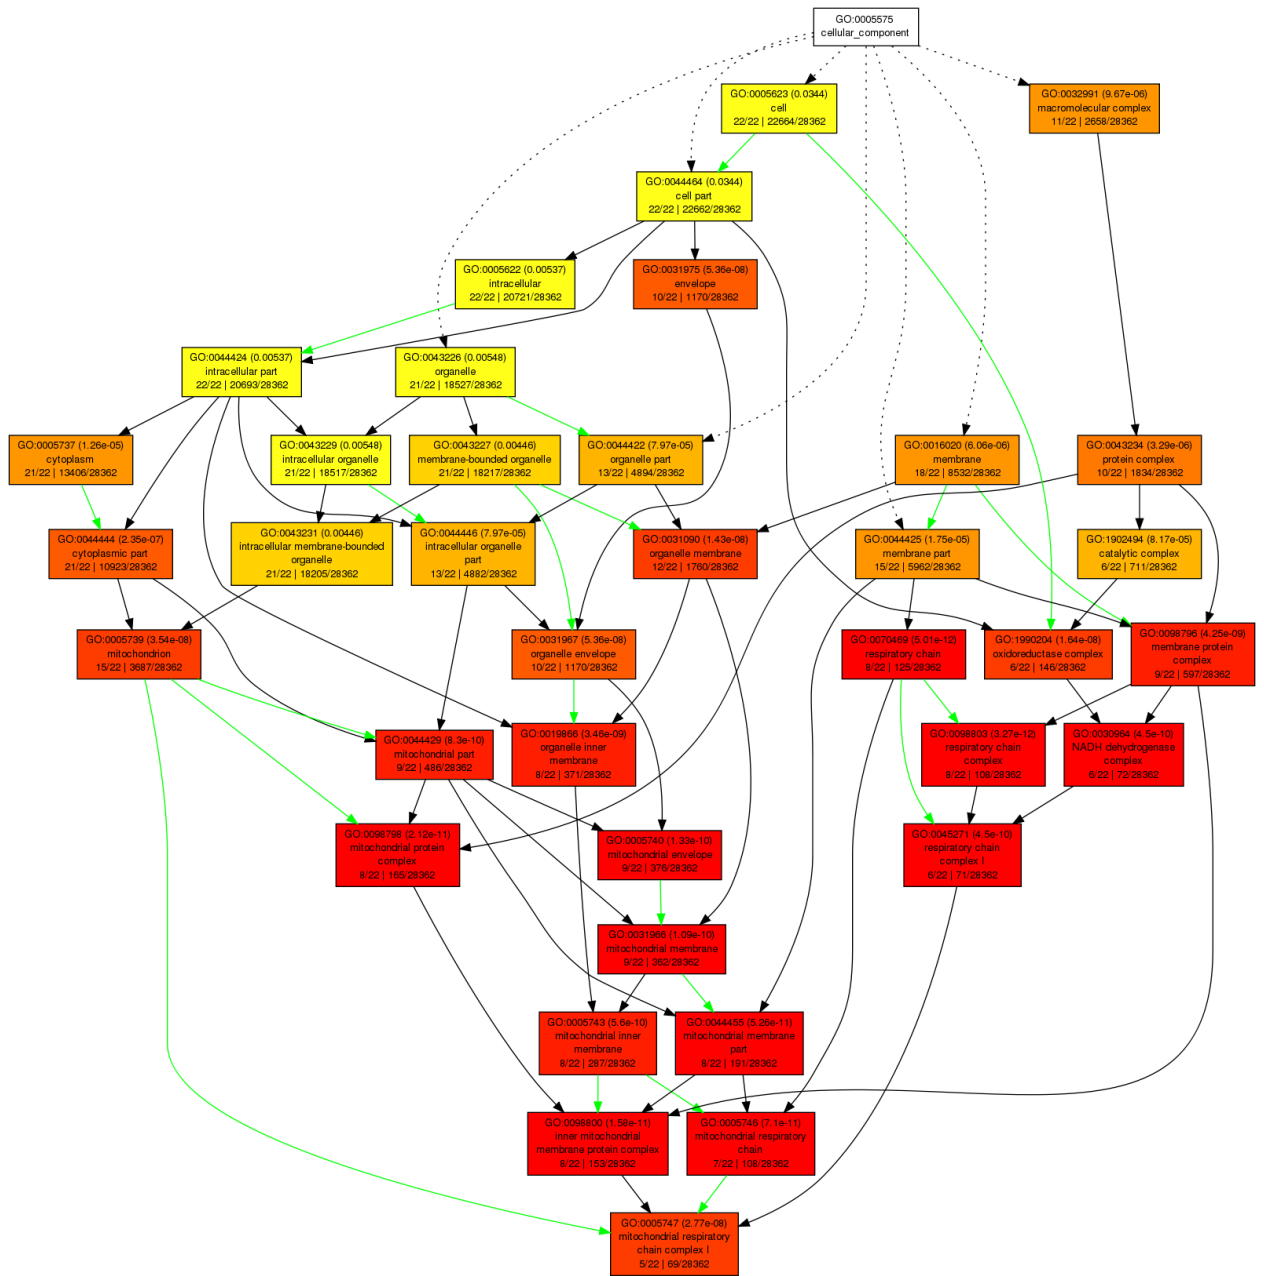 GO:0005575
cellular_component
GO:0005623 (0.0344)
cell
22/22 | 22664/28362
GO:0032991 (9.67e-06)
macromolecular complex
11/22 | 2658/28362
GO:0044464 (0.0344)
cell part
22/22 | 22662/28362
GO:0005622 (0.00537)
intracellular
22/22 | 20721/28362
GO:0031975 (5.36e-08)
envelope
10/22 | 1170/28362
GO:0044424 (0.00537)
intracellular part
22/22 | 20693/28362
GO:0043226 (0.00548)
organelle
21/22 | 18527/28362
GO:0005737 (1.26e-05)
cytoplasm
21/22 | 13406/28362
GO:0043229 (0.00548)
intracellular organelle
21/22 | 18517/28362
GO:0043227 (0.00446)
membrane-bounded organelle
21/22 | 18217/28362
GO:0044422 (7.97e-05)
organelle part
13/22 | 4894/28362
GO:0016020 (6.06e-06)
membrane
18/22 | 8532/28362
GO:0043234 (3.29e-06)
protein complex
10/22 | 1834/28362
GO:0044444 (2.35e-07)
cytoplasmic part
21/22 | 10923/28362
GO:0043231 (0.00446)
intracellular membrane-bounded
organelle
21/22 | 18205/28362
GO:0044446 (7.97e-05)
intracellular organelle
part
13/22 | 4882/28362
GO:0031090 (1.43e-08)
organelle membrane
12/22 | 1760/28362
GO:0044425 (1.75e-05)
membrane part
15/22 | 5962/28362
GO:1902494 (8.17e-05)
catalytic complex
6/22 | 711/28362
GO:0005739 (3.54e-08)
mitochondrion
15/22 | 3687/28362
GO:0031967 (5.36e-08)
organelle envelope
10/22 | 1170/28362
GO:0070469 (5.01e-12)
respiratory chain
8/22 | 125/28362
GO:1990204 (1.64e-08)
oxidoreductase complex
6/22 | 146/28362
GO:0098796 (4.25e-09)
membrane protein
complex
9/22 | 597/28362
GO:0044429 (8.3e-10)
mitochondrial part
9/22 | 486/28362
GO:0019866 (3.46e-09)
organelle inner
membrane
8/22 | 371/28362
GO:0098803 (3.27e-12)
respiratory chain
complex
8/22 | 108/28362
GO:0030964 (4.5e-10)
NADH dehydrogenase
complex
6/22 | 72/28362
GO:0098798 (2.12e-11)
mitochondrial protein
complex
8/22 | 165/28362
GO:0005740 (1.33e-10)
mitochondrial envelope
9/22 | 376/28362
GO:0045271 (4.5e-10)
respiratory chain
complex I
6/22 | 71/28362
GO:0031966 (1.09e-10)
mitochondrial membrane
9/22 | 362/28362
GO:0005743 (5.6e-10)
mitochondrial inner
membrane
8/22 | 287/28362
GO:0044455 (5.26e-11)
mitochondrial membrane
part
8/22 | 191/28362
GO:0098800 (1.58e-11)
inner mitochondrial
membrane protein complex
8/22 | 153/28362
GO:0005746 (7.1e-11)
mitochondrial respiratory
chain
7/22 | 108/28362
GO:0005747 (2.77e-08)
mitochondrial respiratory
chain complex I
5/22 | 69/28362